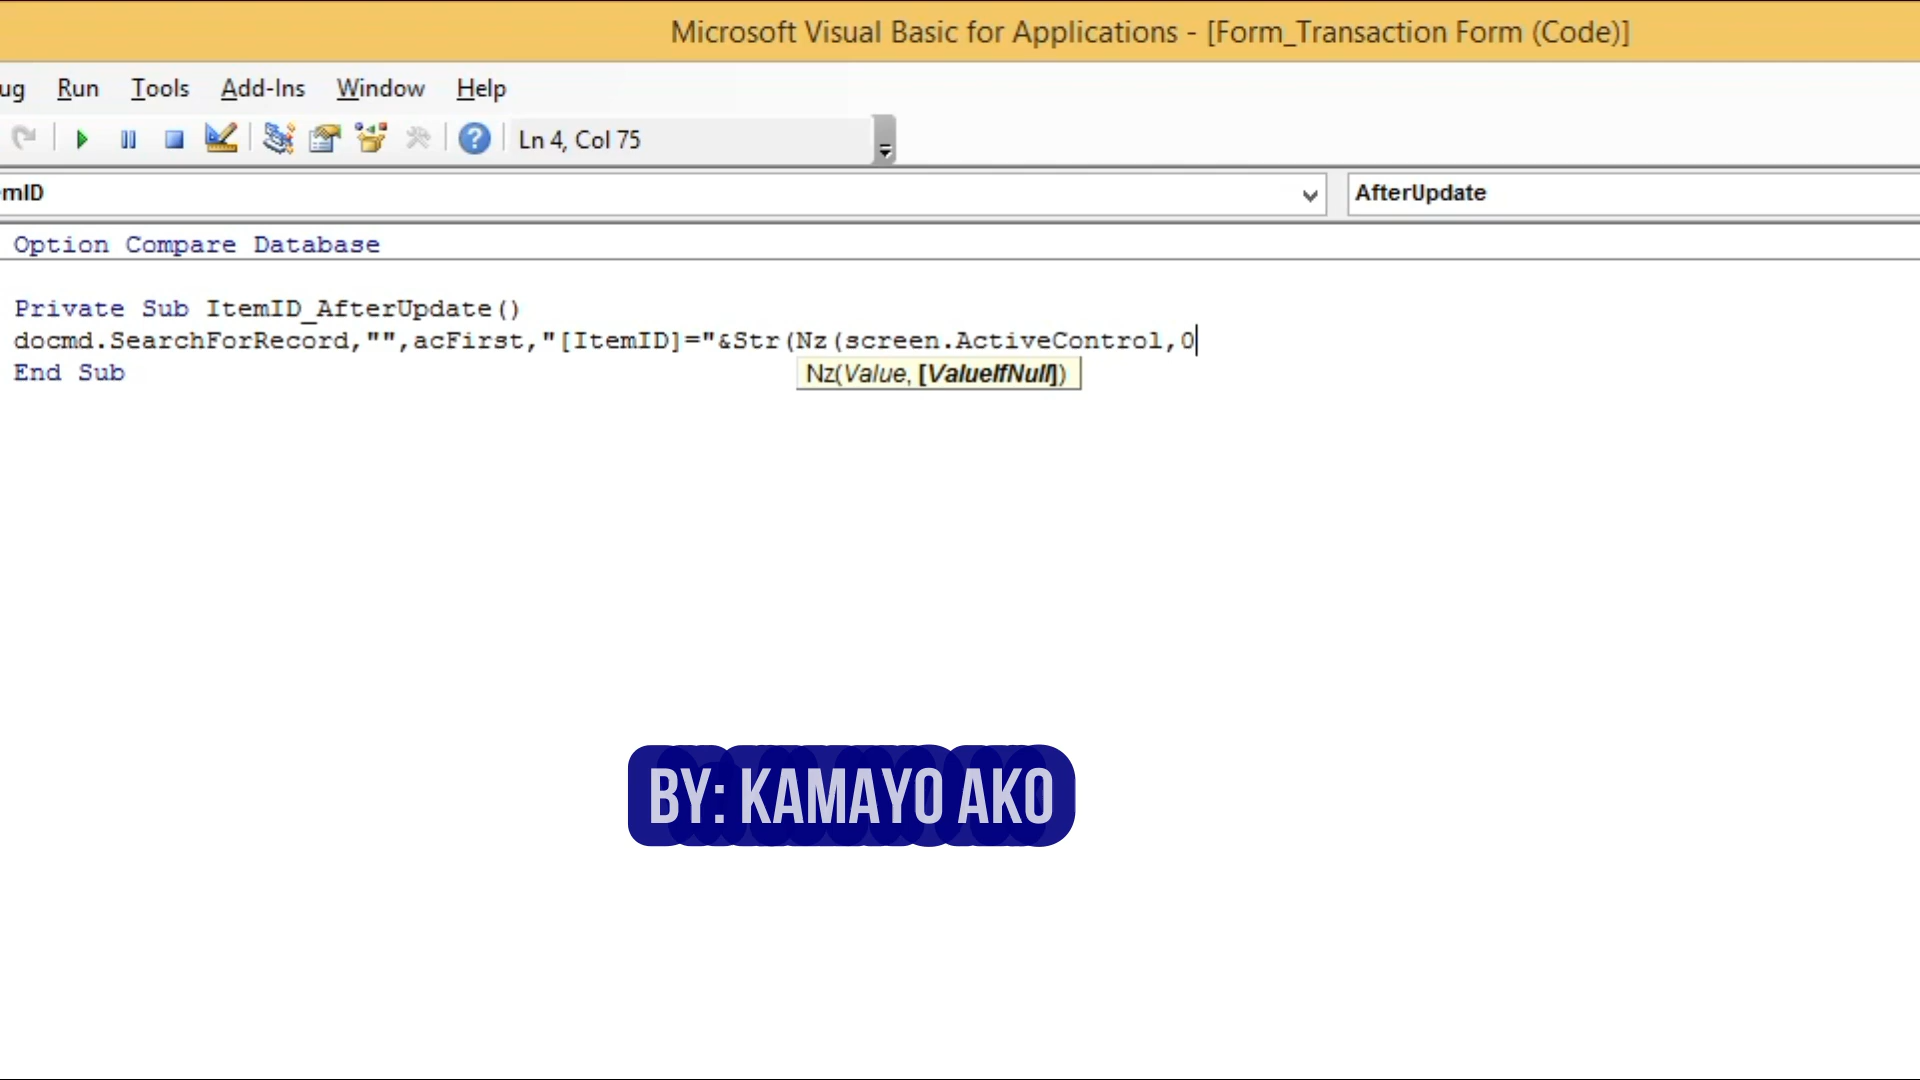 Microsoft Visual Basic for Applications - [Form_Transaction Form (Code)]
ug Run Tools Add-Ins Window Help
Ln 4, Col 75
mID
AfterUpdate
Option Compare Database
Private Sub ItemID_AfterUpdate()
docmd.SearchForRecord,"",acFirst,"[ItemID]="&Str(Nz(screen.ActiveControl,0
Nz(Value, [ValueIfNull])
End Sub
BY: KAMAYO AKO